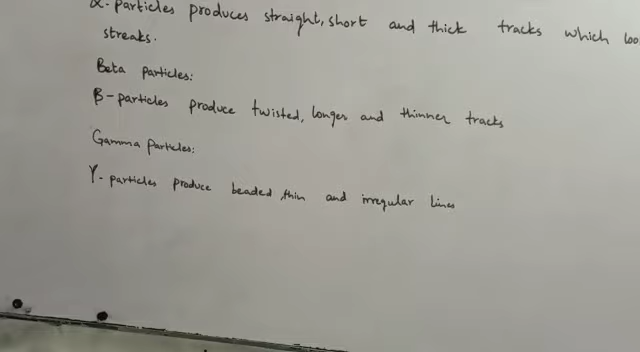 α-particles produces straight, short and thick tracks which loo
streaks.
Beta particles:
β-particles produce twisted, longer and thinner tracks
Gamma Particles:
γ-particles produce beaded, thin and irregular lines